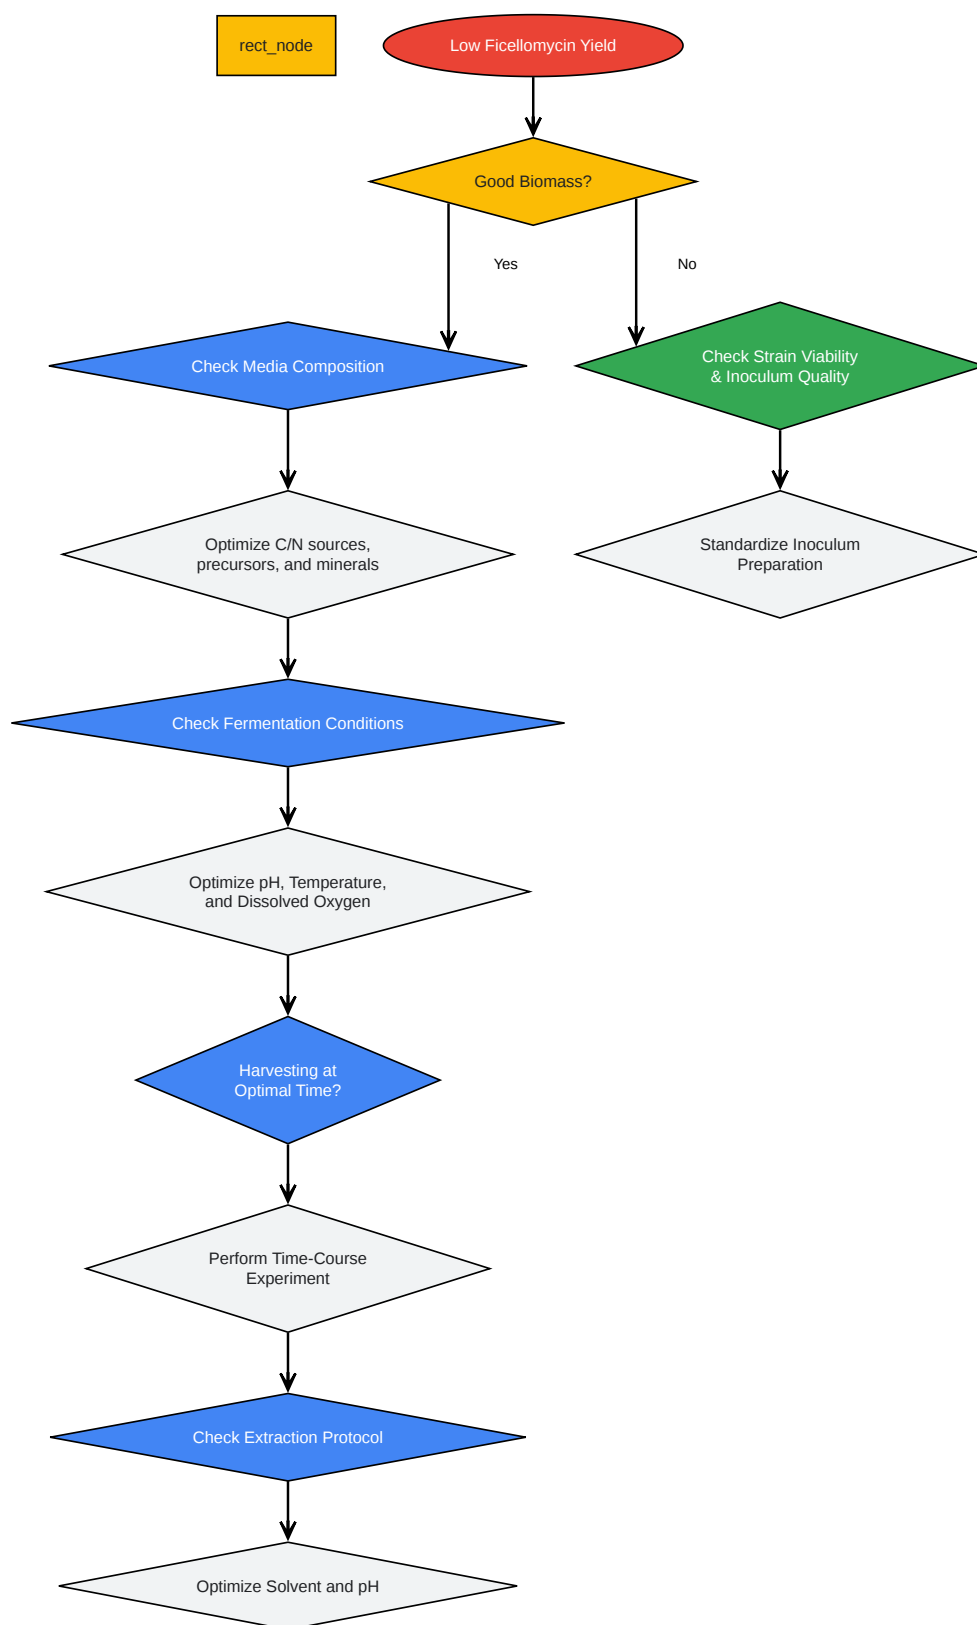 rect_node
Low Ficellomycin Yield
Good Biomass?
Yes
No
Check Media Composition
Check Strain Viability
& Inoculum Quality
Optimize C/N sources,
precursors, and minerals
Standardize Inoculum
Preparation
Check Fermentation Conditions
Optimize pH, Temperature,
and Dissolved Oxygen
Harvesting at
Optimal Time?
Perform Time-Course
Experiment
Check Extraction Protocol
Optimize Solvent and pH